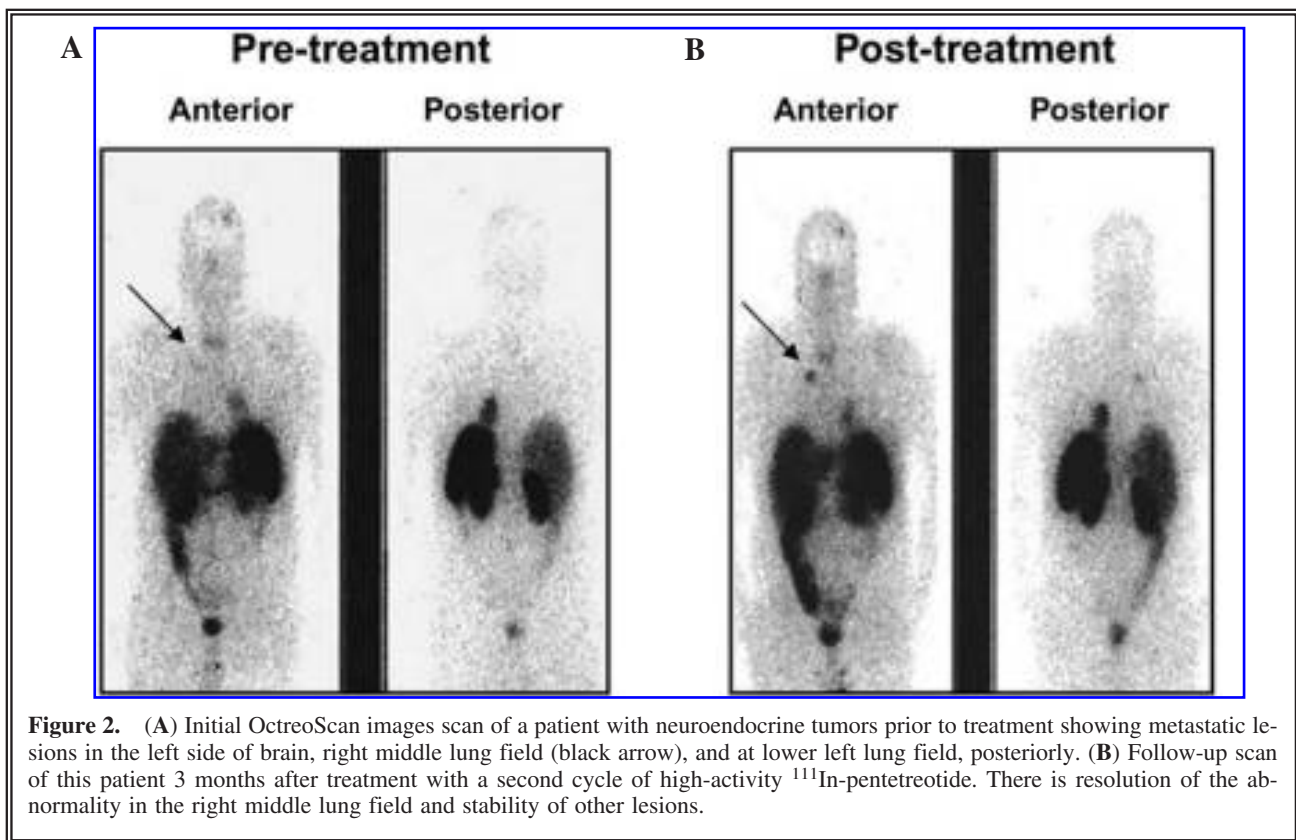 A Pre-treatment B Post-treatment
Anterior Posterior Anterior Posterior
Figure 2. (A) Initial OctreoScan images scan of a patient with neuroendocrine tumors prior to treatment showing metastatic le-
sions in the left side of brain, right middle lung field (black arrow), and at lower left lung field, posteriorly. (B) Follow-up scan
of this patient 3 months after treatment with a second cycle of high-activity ¹¹¹In-pentetreotide. There is resolution of the ab-
normality in the right middle lung field and stability of other lesions.